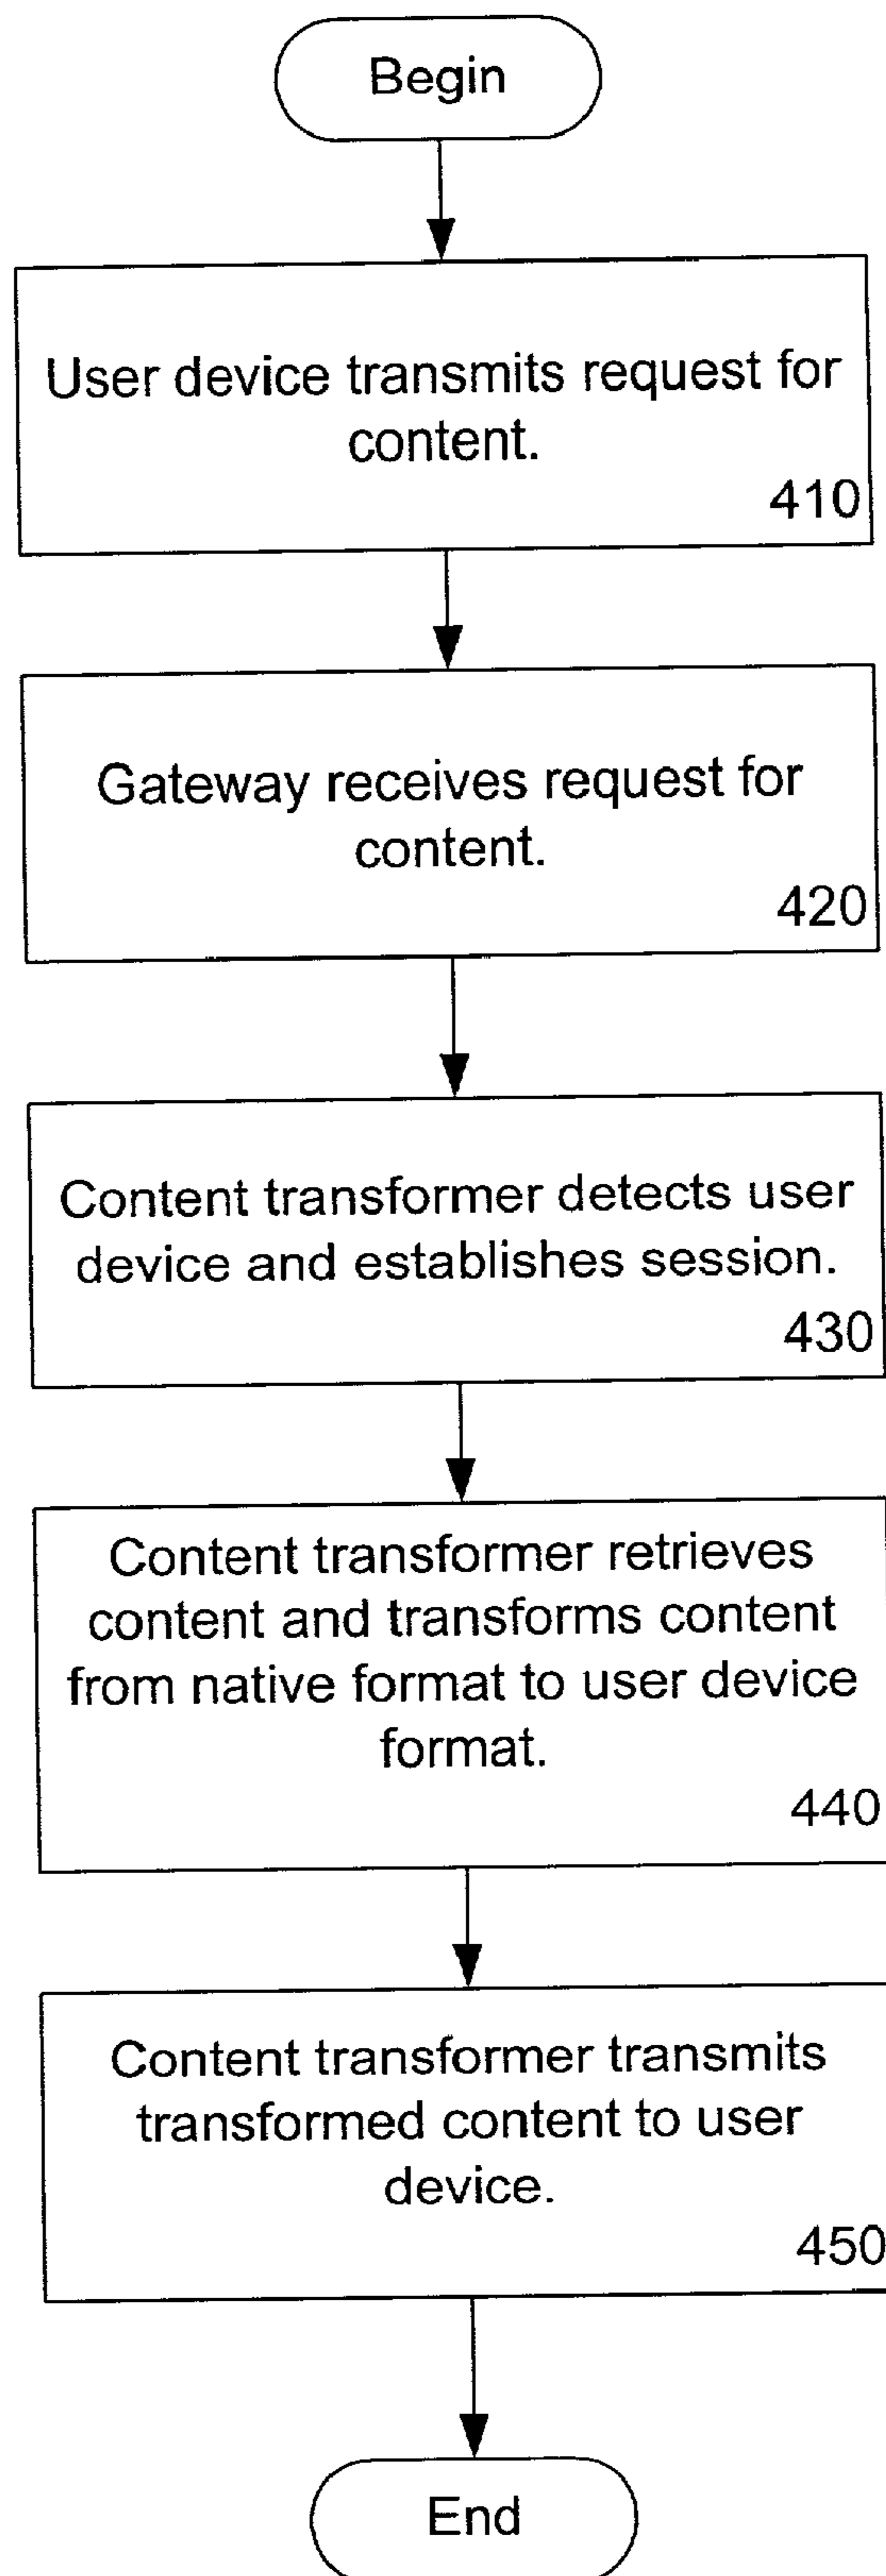 Begin
User device transmits request for
content.
410
Gateway receives request for
content.
420
Content transformer detects user
device and establishes session.
430
Content transformer retrieves
content and transforms content
from native format to user device
format.
440
Content transformer transmits
transformed content to user
device.
450
End